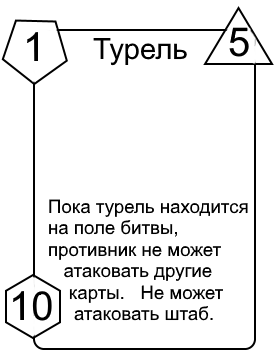 1 Турель 5
Пока турель находится
на поле битвы,
противник не может
атаковать другие
карты. Не может
10 атаковать штаб.